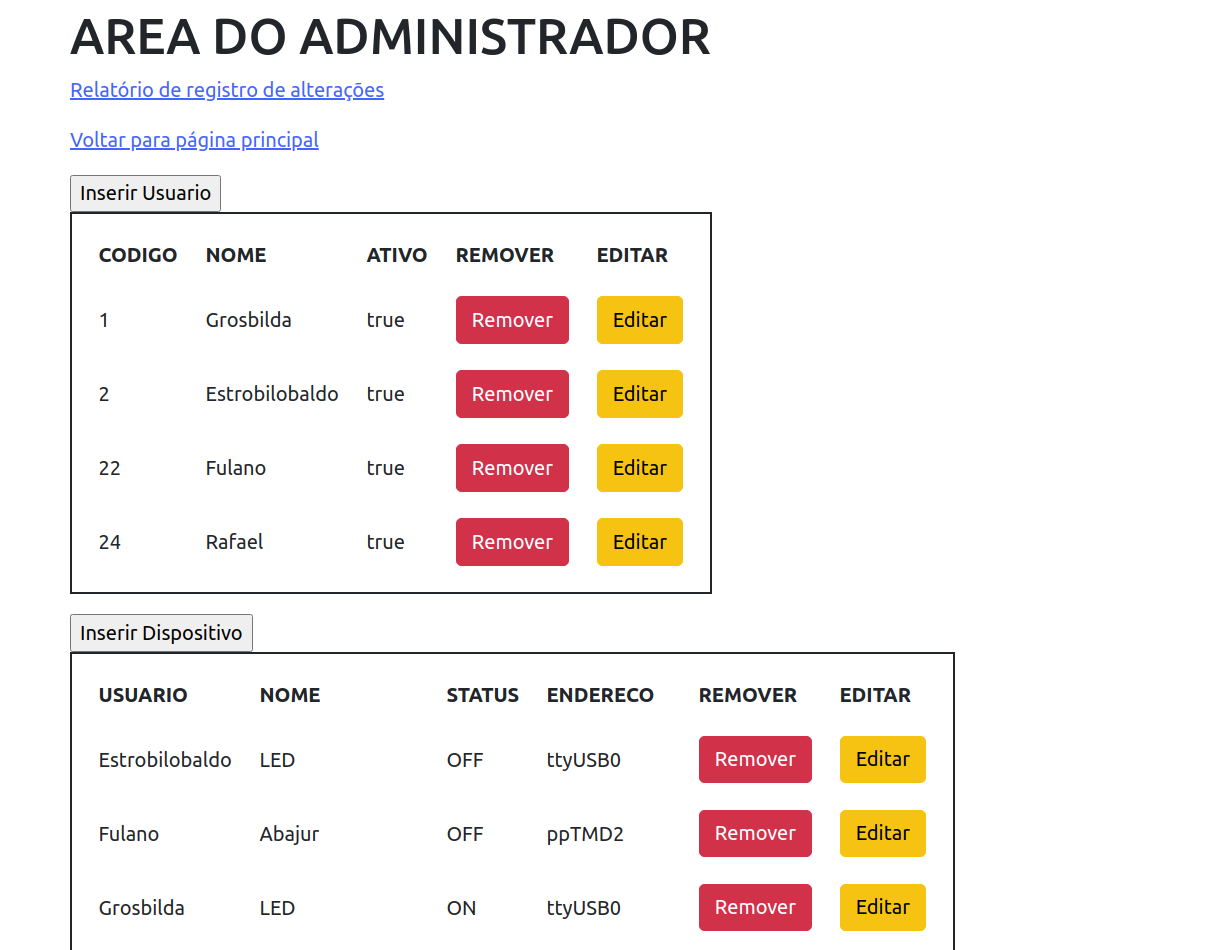 AREA DO ADMINISTRADOR
Relatório de registro de alterações
Voltar para página principal
Inserir Usuario
CODIGO NOME ATIVO REMOVER EDITAR
1 Grosbilda true Remover Editar
2 Estrobilobaldo true Remover Editar
22 Fulano true Remover Editar
24 Rafael true Remover Editar
Inserir Dispositivo
USUARIO NOME STATUS ENDERECO REMOVER EDITAR
Estrobilobaldo LED OFF ttyUSB0 Remover Editar
Fulano Abajur OFF ppTMD2 Remover Editar
Grosbilda LED ON ttyUSB0 Remover Editar